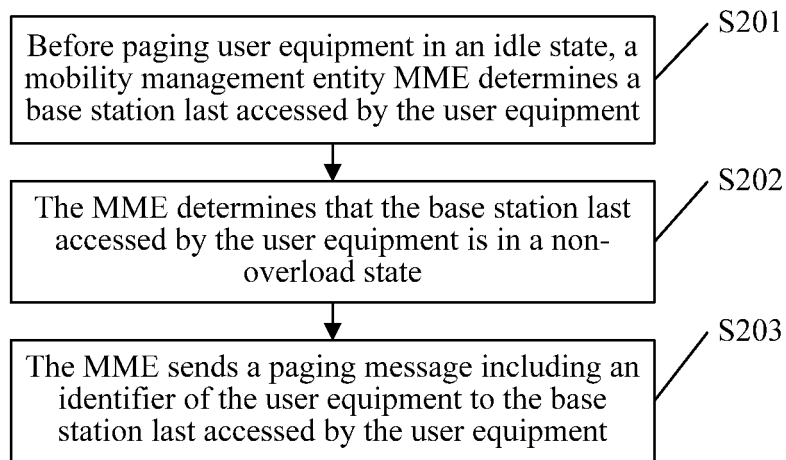 S201
Before paging user equipment in an idle state, a
mobility management entity MME determines a
base station last accessed by the user equipment
S202
The MME determines that the base station last
accessed by the user equipment is in a non-
overload state
S203
The MME sends a paging message including an
identifier of the user equipment to the base
station last accessed by the user equipment